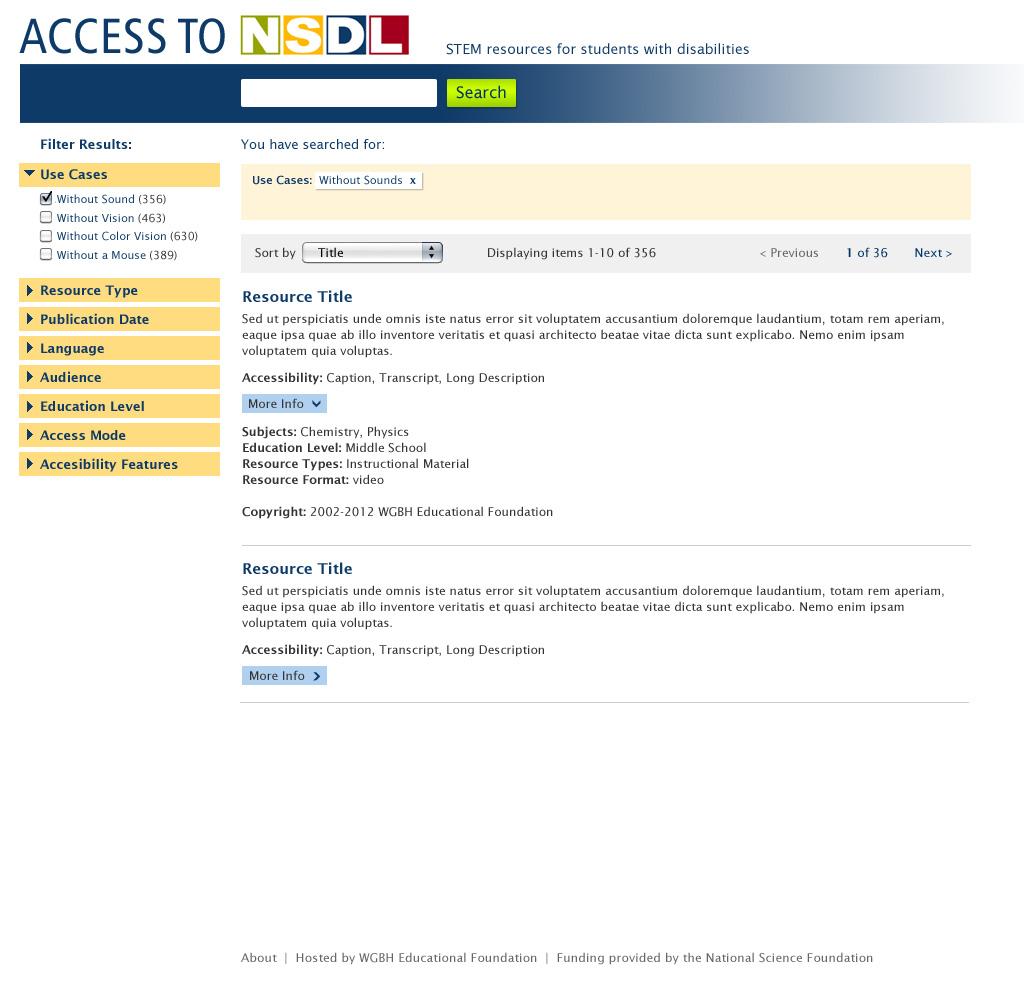 ACCESS TO NSDL STEM resources for students with disabilities
Search
Filter Results:
Use Cases
Without Sound (356)
Without Vision (463)
Without Color Vision (630)
Without a Mouse (389)
Resource Type
Publication Date
Language
Audience
Education Level
Access Mode
Accesibility Features
You have searched for:
Use Cases: Without Sounds x
Sort by Title Displaying items 1-10 of 356 < Previous 1 of 36 Next >
Resource Title
Sed ut perspiciatis unde omnis iste natus error sit voluptatem accusantium doloremque laudantium, totam rem aperiam,
eaque ipsa quae ab illo inventore veritatis et quasi architecto beatae vitae dicta sunt explicabo. Nemo enim ipsam
voluptatem quia voluptas.
Accessibility: Caption, Transcript, Long Description
More Info
Subjects: Chemistry, Physics
Education Level: Middle School
Resource Types: Instructional Material
Resource Format: video
Copyright: 2002-2012 WGBH Educational Foundation
Resource Title
Sed ut perspiciatis unde omnis iste natus error sit voluptatem accusantium doloremque laudantium, totam rem aperiam,
eaque ipsa quae ab illo inventore veritatis et quasi architecto beatae vitae dicta sunt explicabo. Nemo enim ipsam
voluptatem quia voluptas.
Accessibility: Caption, Transcript, Long Description
More Info
About | Hosted by WGBH Educational Foundation | Funding provided by the National Science Foundation